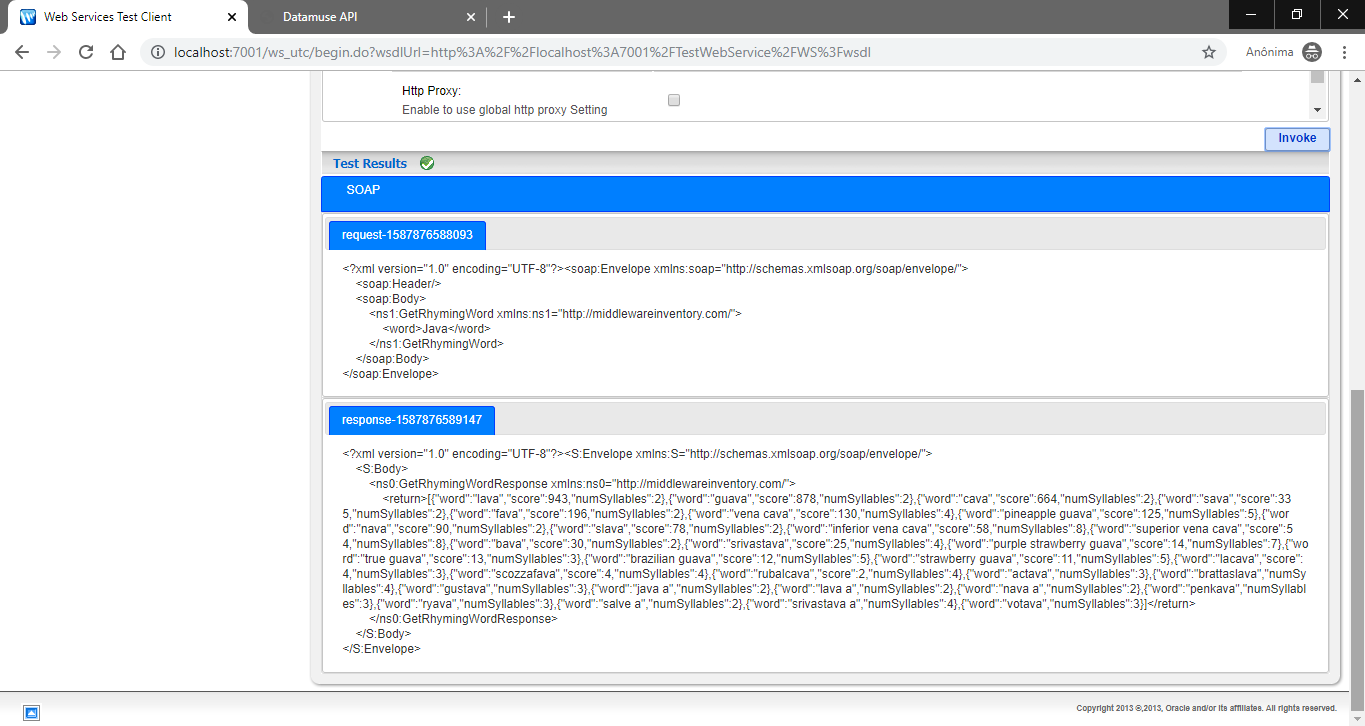 Web Services Test Client
Datamuse API
localhost:7001/ws_utc/begin.do?wsdlUrl=http%3A%2F%2Flocalhost%3A7001%2FTestWebService%2FWS%3Fwsdl
Anônima
Http Proxy:
Enable to use global http proxy Setting
Invoke
Test Results
SOAP
request-1587876588093
<?xml version="1.0" encoding="UTF-8"?><soap:Envelope xmlns:soap="http://schemas.xmlsoap.org/soap/envelope/">
<soap:Header/>
<soap:Body>
<ns1:GetRhymingWord xmlns:ns1="http://middlewareinventory.com/">
<word>Java</word>
</ns1:GetRhymingWord>
</soap:Body>
</soap:Envelope>
response-1587876589147
<?xml version="1.0" encoding="UTF-8"?><S:Envelope xmlns:S="http://schemas.xmlsoap.org/soap/envelope/">
<S:Body>
<ns0:GetRhymingWordResponse xmlns:ns0="http://middlewareinventory.com/">
<return>[{"word":"lava","score":943,"numSyllables":2},{"word":"guava","score":878,"numSyllables":2},{"word":"cava","score":664,"numSyllables":2},{"word":"sava","score":33
5,"numSyllables":2},{"word":"fava","score":196,"numSyllables":2},{"word":"vena cava","score":130,"numSyllables":4},{"word":"pineapple guava","score":125,"numSyllables":5},{"wor
d":"nava","score":90,"numSyllables":2},{"word":"slava","score":78,"numSyllables":2},{"word":"inferior vena cava","score":58,"numSyllables":8},{"word":"superior vena cava","score":5
4,"numSyllables":8},{"word":"bava","score":30,"numSyllables":2},{"word":"srivastava","score":25,"numSyllables":4},{"word":"purple strawberry guava","score":14,"numSyllables":7},{"wo
rd":"true guava","score":13,"numSyllables":3},{"word":"brazilian guava","score":12,"numSyllables":5},{"word":"strawberry guava","score":11,"numSyllables":5},{"word":"lacava","score":
4,"numSyllables":3},{"word":"scozzafava","score":4,"numSyllables":4},{"word":"rubalcava","score":2,"numSyllables":4},{"word":"actava","numSyllables":3},{"word":"brattaslava","numSy
llables":4},{"word":"gustava","numSyllables":3},{"word":"java a","numSyllables":2},{"word":"lava a","numSyllables":2},{"word":"nava a","numSyllables":2},{"word":"penkava","numSyllabl
es":3},{"word":"ryava","numSyllables":3},{"word":"salve a","numSyllables":2},{"word":"srivastava a","numSyllables":4},{"word":"votava","numSyllables":3}]</return>
</ns0:GetRhymingWordResponse>
</S:Body>
</S:Envelope>
Copyright 2013 ©,2013, Oracle and/or its affiliates. All rights reserved.